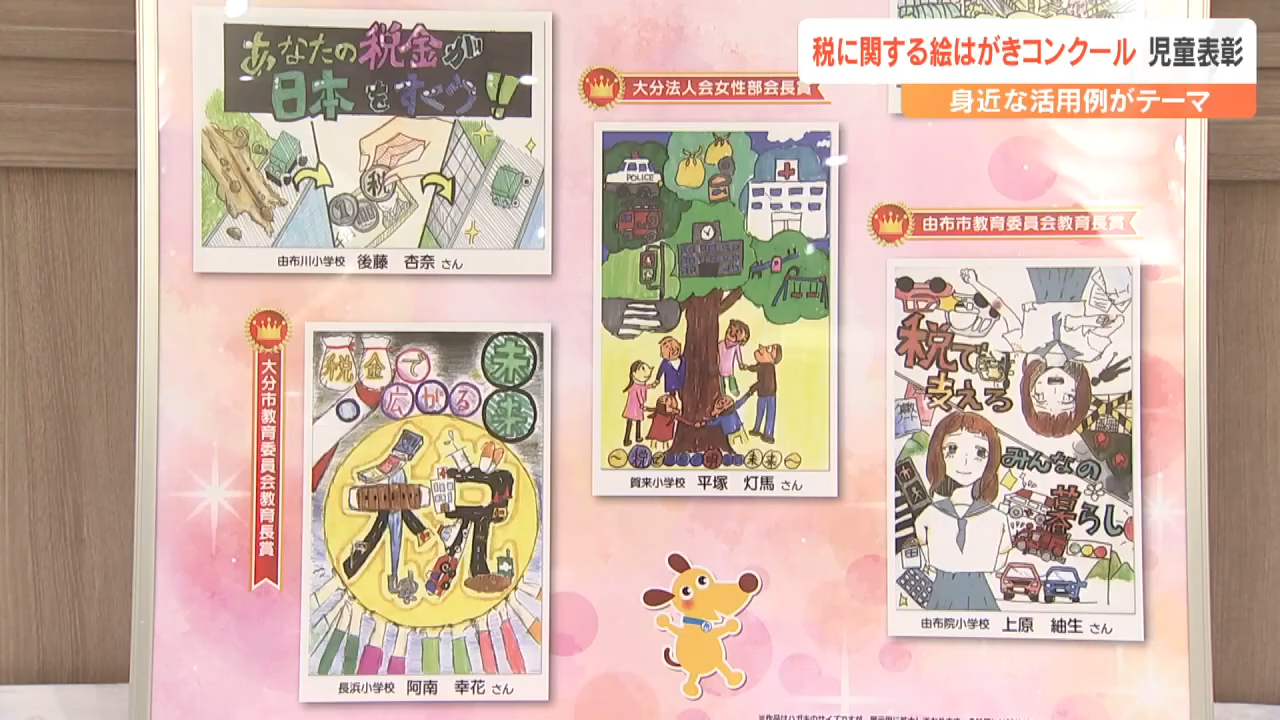 税に関する絵はがきコンクール 児童表彰
身近な活用例がテーマ
あなたの税金が
日本をすくう!!
税
由布川小学校 後藤 杏奈 さん
大分法人会女性部会長賞
POLICE
賀来小学校 平塚 灯馬 さん
由布市教育委員会教育長賞
税で
支える
みんなの
暮らし
由布院小学校 上原 紬生 さん
大分市教育委員会教育長賞
税金で
広がる
未来
税
長浜小学校 阿南 幸花 さん